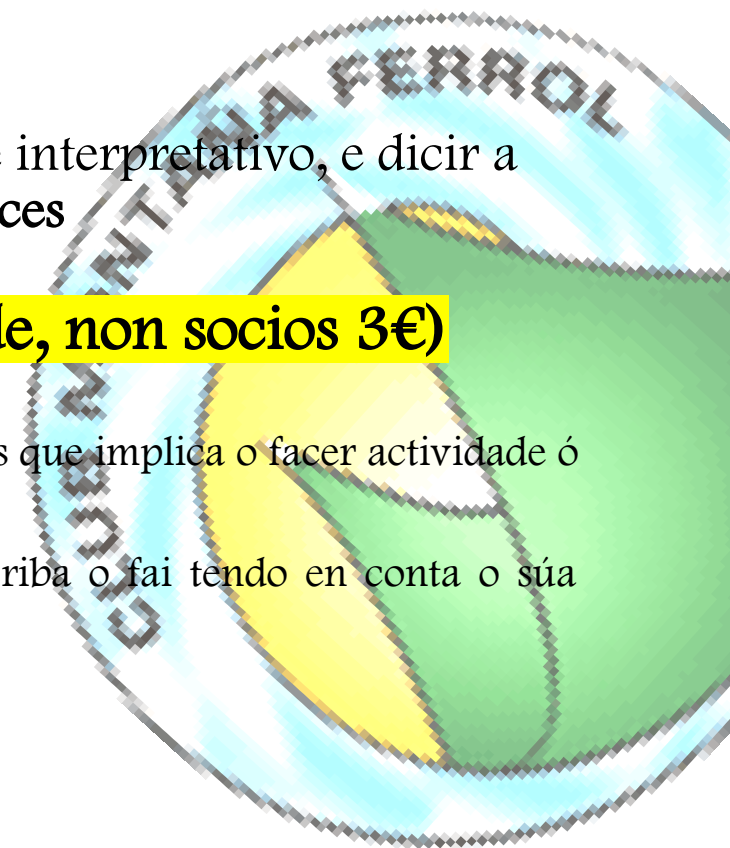 CLUB MONTAÑA FERROL
interpretativo, e dicir a
ces
de, non socios 3€)
s que implica o facer actividade ó
riba o fai tendo en conta o súa